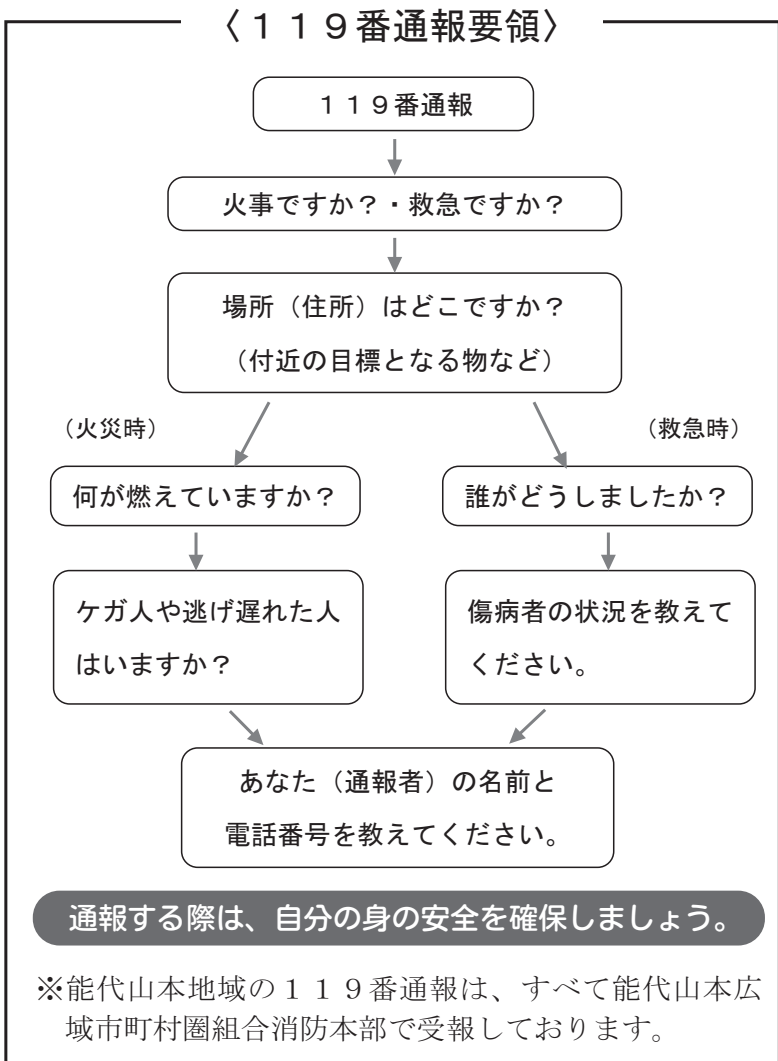 〈１１９番通報要領〉
１１９番通報
火事ですか？・救急ですか？
場所（住所）はどこですか？
（付近の目標となる物など）
（火災時）
（救急時）
何が燃えていますか？
誰がどうしましたか？
ケガ人や逃げ遅れた人
はいますか？
傷病者の状況を教えて
ください。
あなた（通報者）の名前と
電話番号を教えてください。
通報する際は、自分の身の安全を確保しましょう。
※能代山本地域の１１９番通報は、すべて能代山本広
域市町村圏組合消防本部で受報しております。